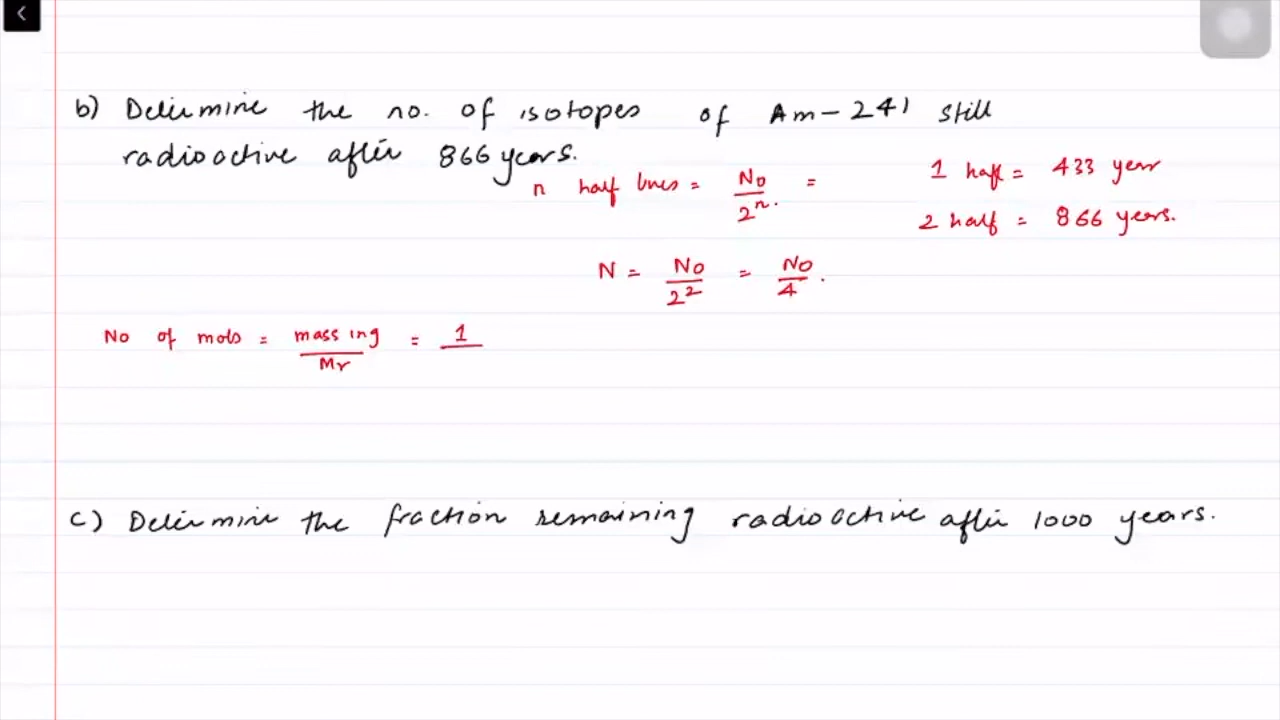 b) Determine the no. of isotopes of Am-241 still
radioactive after 866 years.
n half lives = No/2^n. =
1 half = 433 year
2 half = 866 years.
N = No/2^2 = No/4.
No of mols = mass ing/Mr = 1
c) Determine the fraction remaining radioactive after 1000 years.